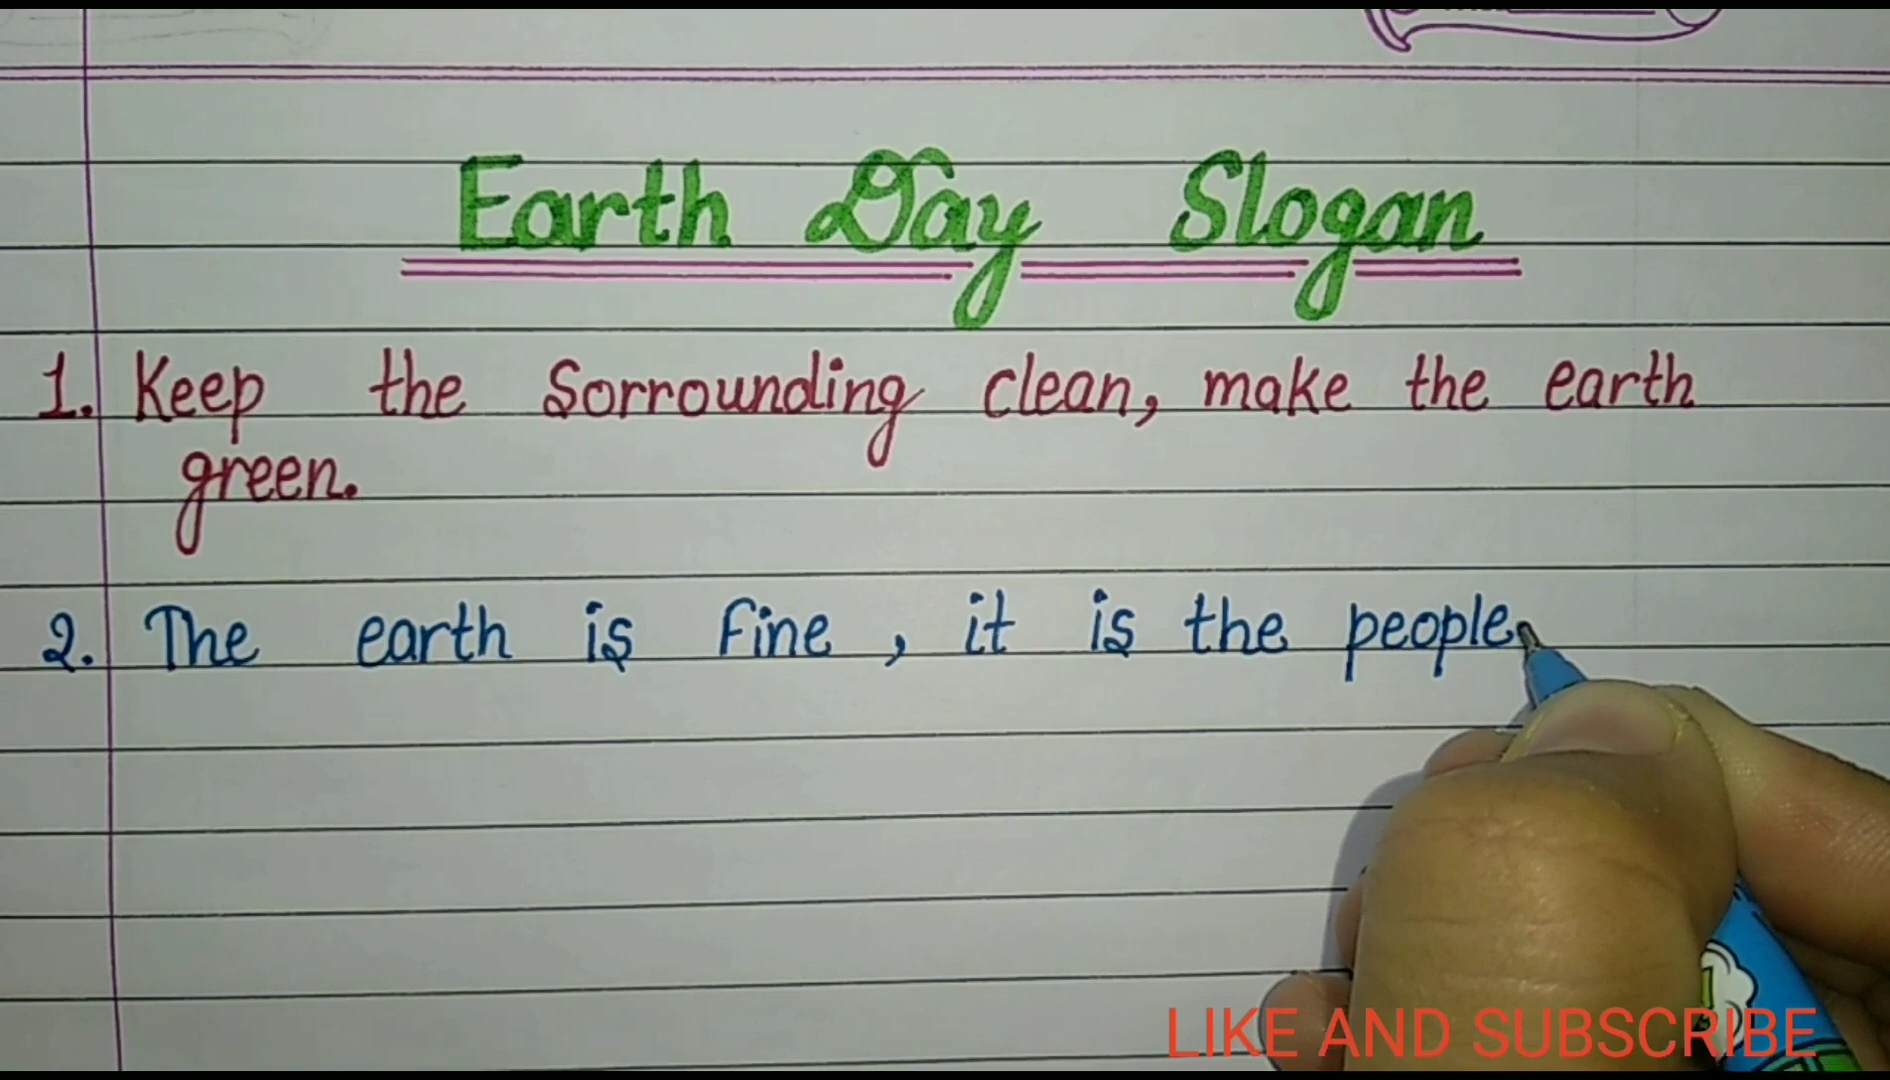 Earth Day Slogan
1. Keep the Sorrounding clean, make the earth
green.
2. The earth is fine, it is the people
LIKE AND SUBSCRIBE